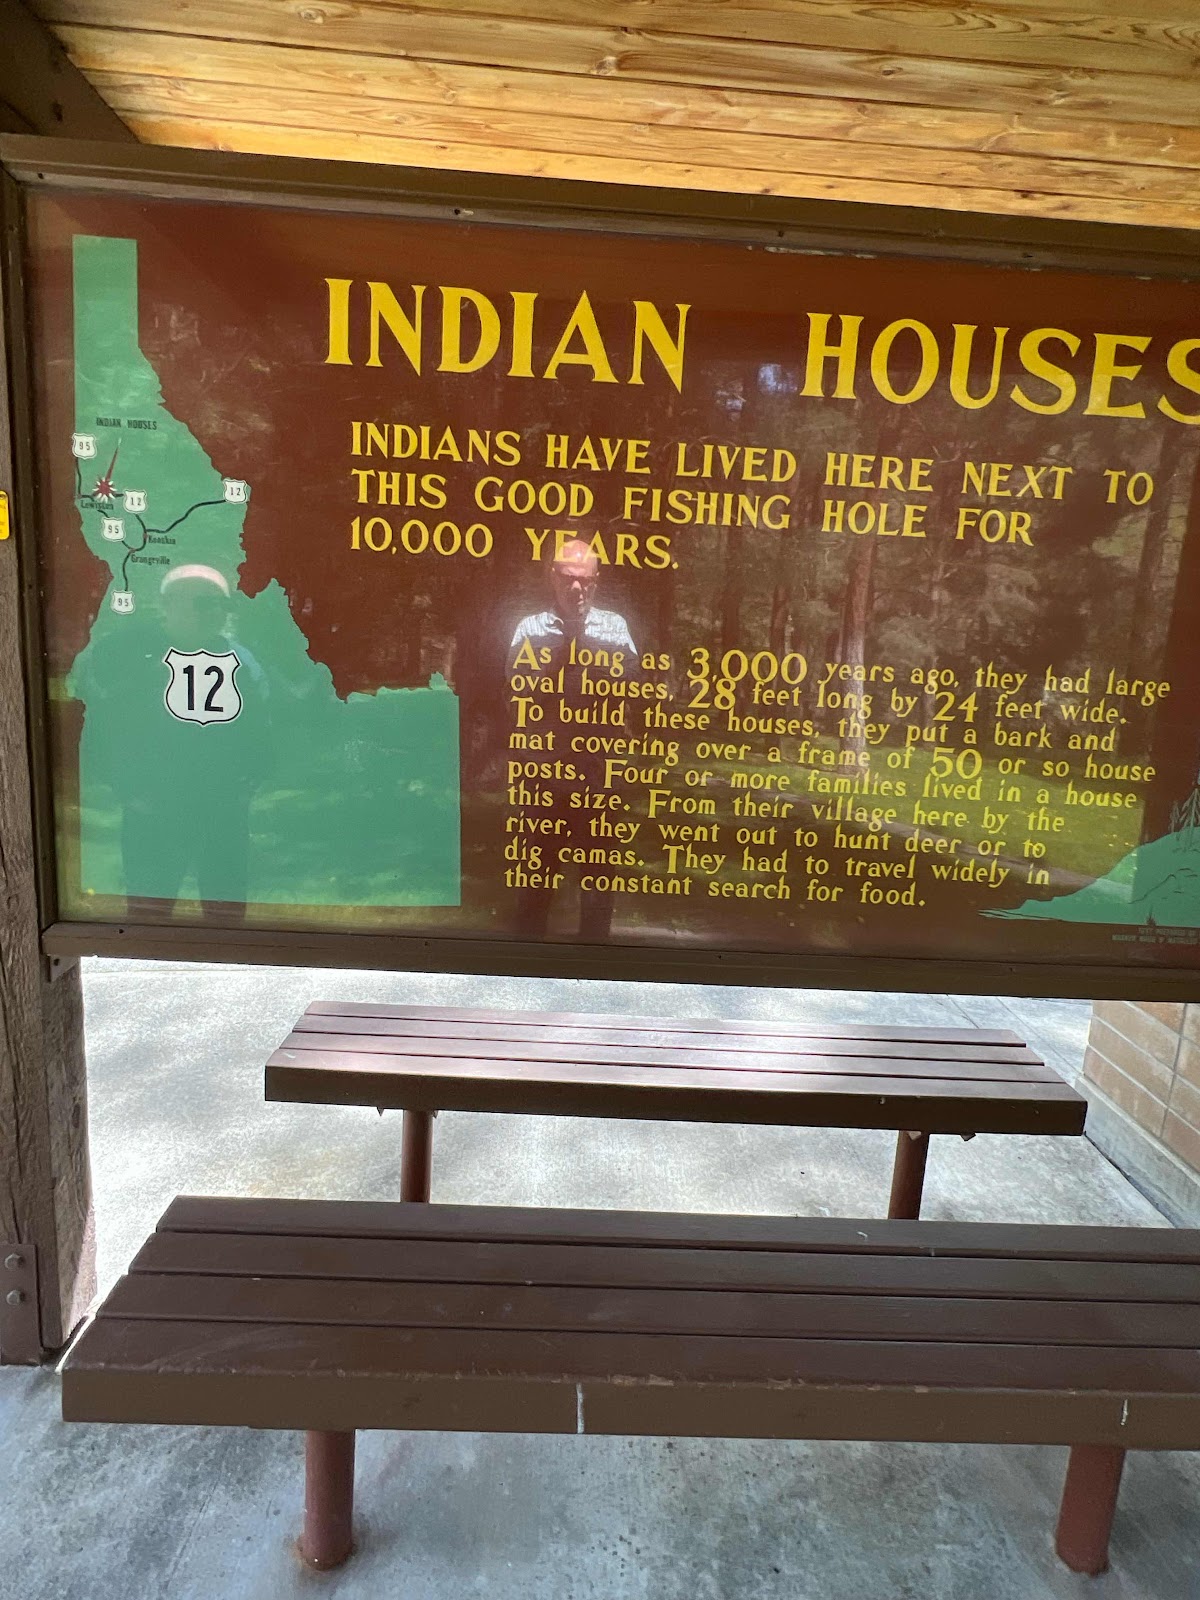 INDIAN HOUSES
INDIANS HAVE LIVED HERE NEXT TO
THIS GOOD FISHING HOLE FOR
10,000 YEARS.
As long as 3,000 years ago, they had large
oval houses, 28 feet long by 24 feet wide.
To build these houses, they put a bark and
mat covering over a frame of 50 or so house
posts. Four or more families lived in a house
this size. From their village here by the
river, they went out to hunt deer or to
dig camas. They had to travel widely in
their constant search for food.
INDIAN HOUSES
95
12
12
Lewiston
95
Kooskia
Grangeville
95
12